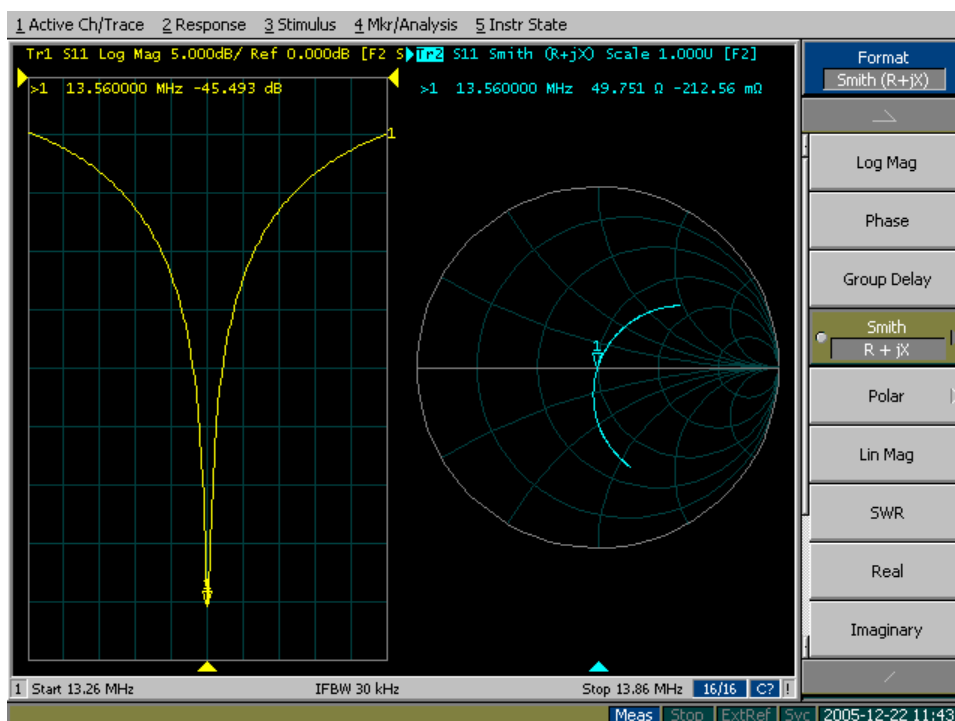 1 Active Ch/Trace 2 Response 3 Stimulus 4 Mkr/Analysis 5 Instr State
Tr1 S11 Log Mag 5.000dB/ Ref 0.000dB [F2 S
>1 13.560000 MHz -45.493 dB
1
1
Tr2 S11 Smith (R+jX) Scale 1.000U [F2]
>1 13.560000 MHz 49.751 Ω -212.56 mΩ
1
Format
Smith (R+jX)
Log Mag
Phase
Group Delay
Smith
R + jX
Polar
Lin Mag
SWR
Real
Imaginary
1 Start 13.26 MHz IFBW 30 kHz Stop 13.86 MHz 16/16 C? !
Meas Stop ExtRef Svc 2005-12-22 11:43